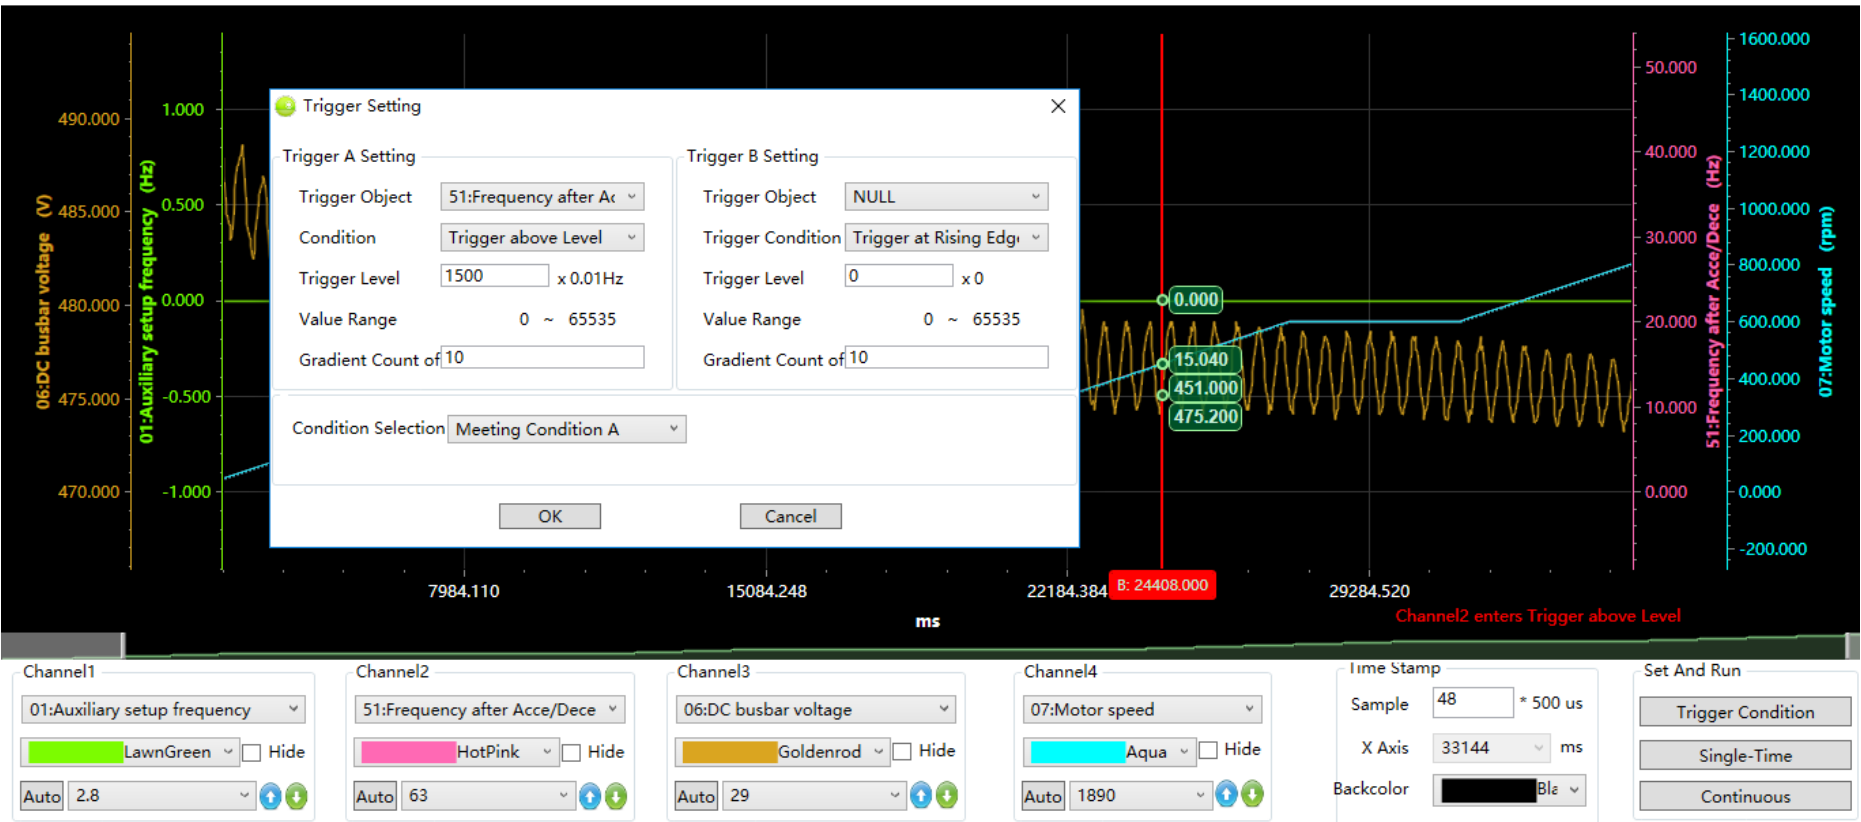 Trigger Setting
Trigger A Setting
Trigger Object 51:Frequency after Ac
Condition Trigger above Level
Trigger Level 1500 x 0.01Hz
Value Range 0 ~ 65535
Gradient Count of 10
Trigger B Setting
Trigger Object NULL
Trigger Condition Trigger at Rising Edg
Trigger Level 0 x 0
Value Range 0 ~ 65535
Gradient Count of 10
Condition Selection Meeting Condition A
OK Cancel
06:DC busbar voltage (V)
490.000
485.000
480.000
475.000
470.000
01:Auxiliary setup frequency (Hz)
1.000
0.500
0.000
-0.500
-1.000
0.000
15.040
451.000
475.200
50.000
40.000
30.000
20.000
10.000
0.000
51:Frequency after Acce/Dece (Hz)
1600.000
1400.000
1200.000
1000.000
800.000
600.000
400.000
200.000
0.000
-200.000
07:Motor speed (rpm)
7984.110 15084.248 22184.384 B: 24408.000 29284.520
ms
Channel2 enters Trigger above Level
Channel1
01:Auxiliary setup frequency
LawnGreen Hide
Auto 2.8
Channel2
51:Frequency after Acce/Dece
HotPink Hide
Auto 63
Channel3
06:DC busbar voltage
Goldenrod Hide
Auto 29
Channel4
07:Motor speed
Aqua Hide
Auto 1890
Time Stamp
Sample 48 * 500 us
X Axis 33144 ms
Backcolor Bla
Set And Run
Trigger Condition
Single-Time
Continuous